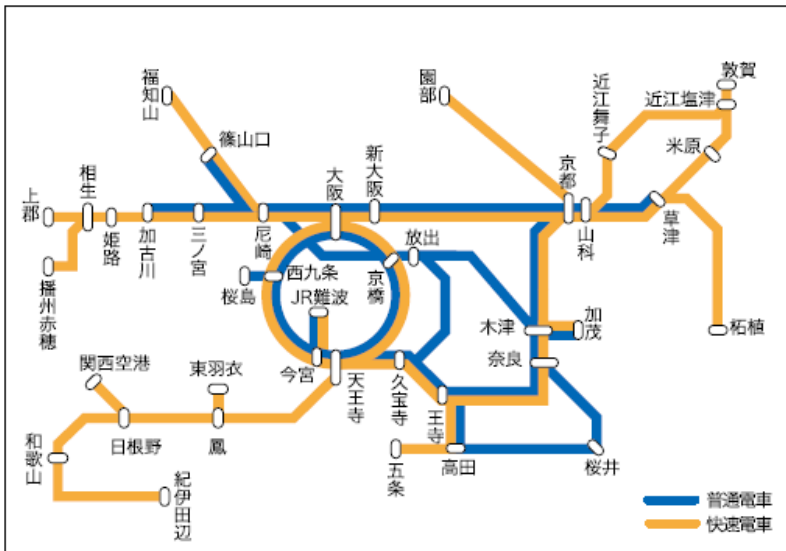 敦賀
福知山
園部
近江塩津
近江舞子
米原
篠山口
相生
大阪
新大阪
京都
上郡
姫路
加古川
三ノ宮
尼崎
放出
山科
草津
播州赤穂
桜島
西九条
京橋
JR難波
木津
加茂
柘植
奈良
関西空港
東羽衣
今宮
天王寺
久宝寺
王寺
和歌山
日根野
鳳
五条
高田
桜井
紀伊田辺
普通電車
快速電車